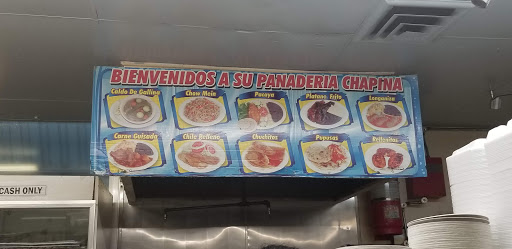 BIENVENIDOS A SU PANADERIA CHAPINA
Caldo De Gallina Chow Mein Pacaya Platano Frito Longaniza
Carne Guisada Chile Relleno Chuchitos Pupusas Rellenitos
CASH ONLY